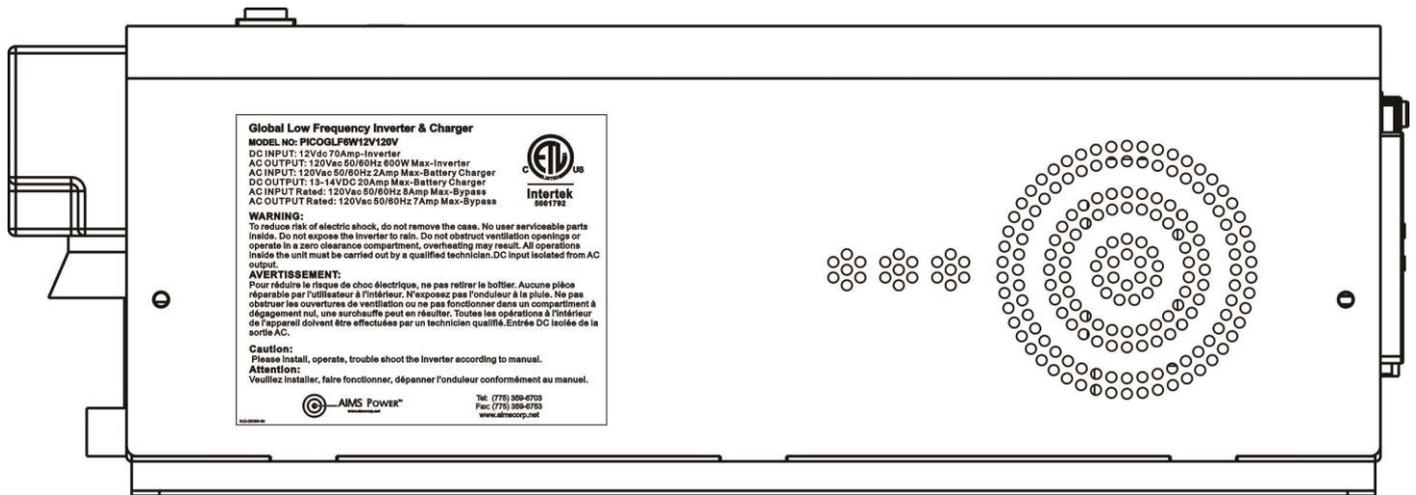 Global Low Frequency Inverter & Charger
MODEL NO: PICOGLF6W12V120V
DC INPUT: 12Vdc 70Amp-Inverter
AC OUTPUT: 120Vac 50/60Hz 600W Max-Inverter
AC INPUT: 120Vac 50/60Hz 2Amp Max-Battery Charger
DC OUTPUT: 13-14VDC 20Amp Max-Battery Charger
AC INPUT Rated: 120Vac 50/60Hz 8Amp Max-Bypass
AC OUTPUT Rated: 120Vac 50/60Hz 7Amp Max-Bypass
ETL
LISTED
C US
Intertek
5001792
WARNING:
To reduce risk of electric shock, do not remove the case. No user serviceable parts
inside. Do not expose the inverter to rain. Do not obstruct ventilation openings or
operate in a zero clearance compartment, overheating may result. All operations
inside the unit must be carried out by a qualified technician.DC input isolated from AC
output.
AVERTISSEMENT:
Pour réduire le risque de choc électrique, ne pas retirer le boîtier. Aucune pièce
réparable par l'utilisateur à l'intérieur. N'exposez pas l'onduleur à la pluie. Ne pas
obstruer les ouvertures de ventilation ou ne pas fonctionner dans un compartiment à
dégagement nul, une surchauffe peut en résulter. Toutes les opérations à l'intérieur
de l'appareil doivent être effectuées par un technicien qualifié.Entrée DC isolée de la
sortie AC.
Caution:
Please install, operate, trouble shoot the inverter according to manual.
Attention:
Veuillez installer, faire fonctionner, dépanner l'onduleur conformément au manuel.
AIMS POWER™
www.aimscorp.net
Tel: (775) 359-6703
Fax: (775) 359-6753
www.aimscorp.net